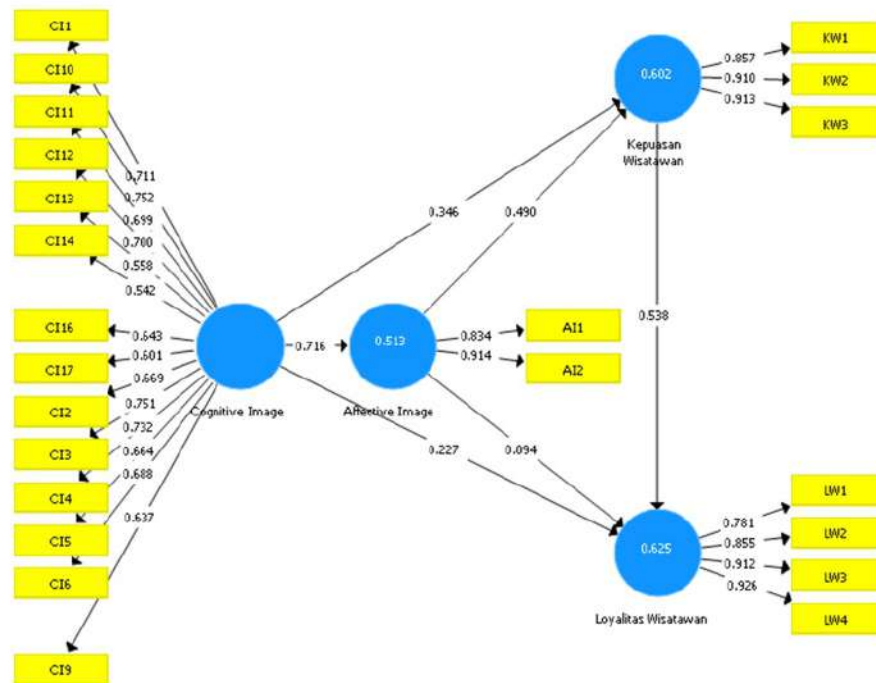 CI1
CI10
CI11
CI12
CI13
CI14
CI16
CI17
CI2
CI3
CI4
CI5
CI6
CI9
0.711
0.752
0.699
0.700
0.558
0.542
0.643
0.601
0.669
0.751
0.732
0.664
0.688
0.637
Cognitive Image
0.716
0.513
Affective Image
0.834
0.914
AI1
AI2
0.346
0.490
0.227
0.094
0.602
Kepuasan
Wisatawan
0.857
0.910
0.913
KW1
KW2
KW3
0.538
0.625
Loyalitas Wisatawan
0.781
0.855
0.912
0.926
LW1
LW2
LW3
LW4